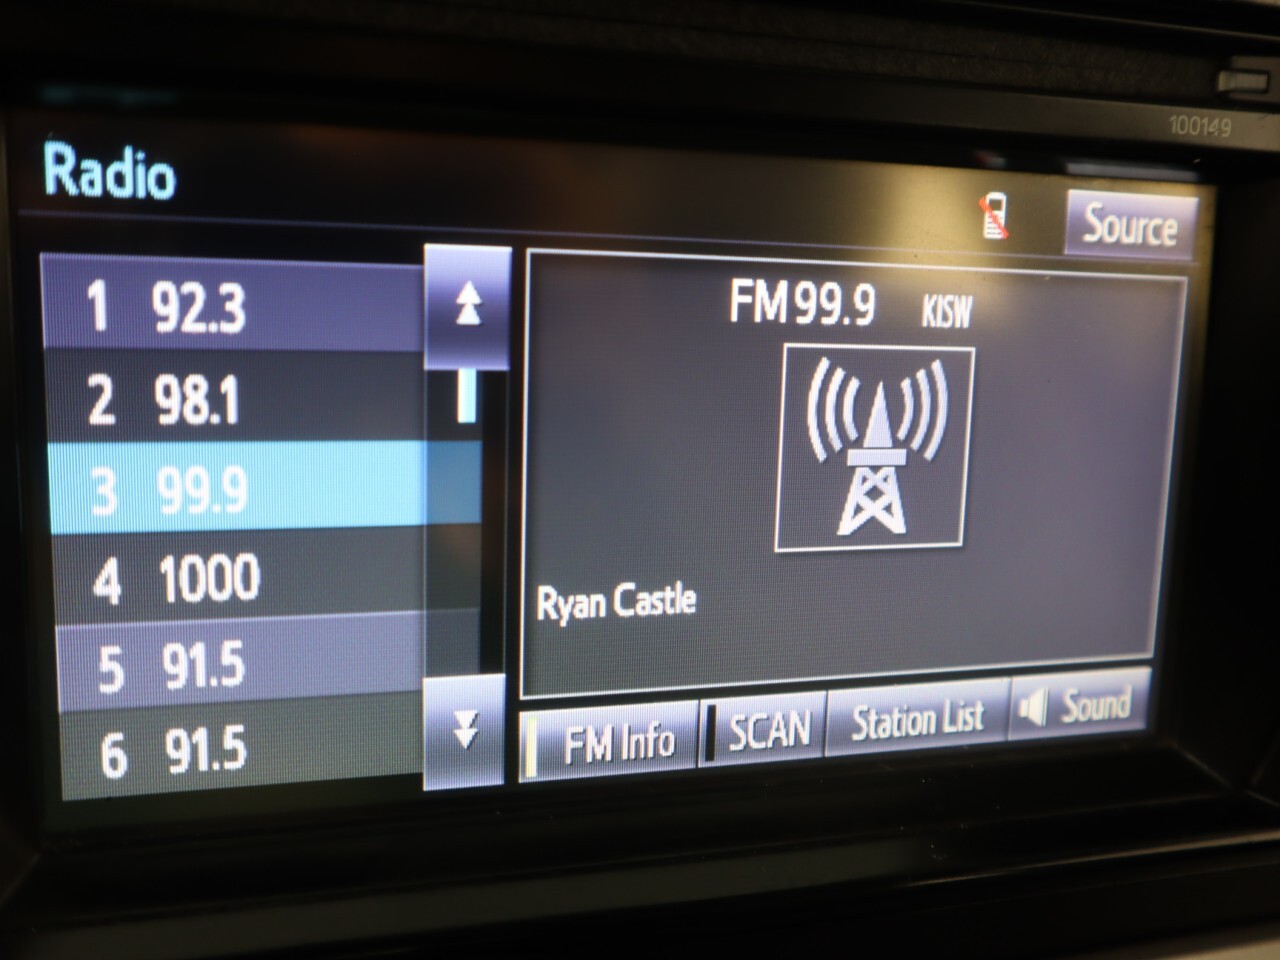 100149
Radio
Source
1 92.3
2 98.1
3 99.9
4 1000
5 91.5
6 91.5
FM 99.9 KISW
Ryan Castle
FM Info
SCAN
Station List
Sound